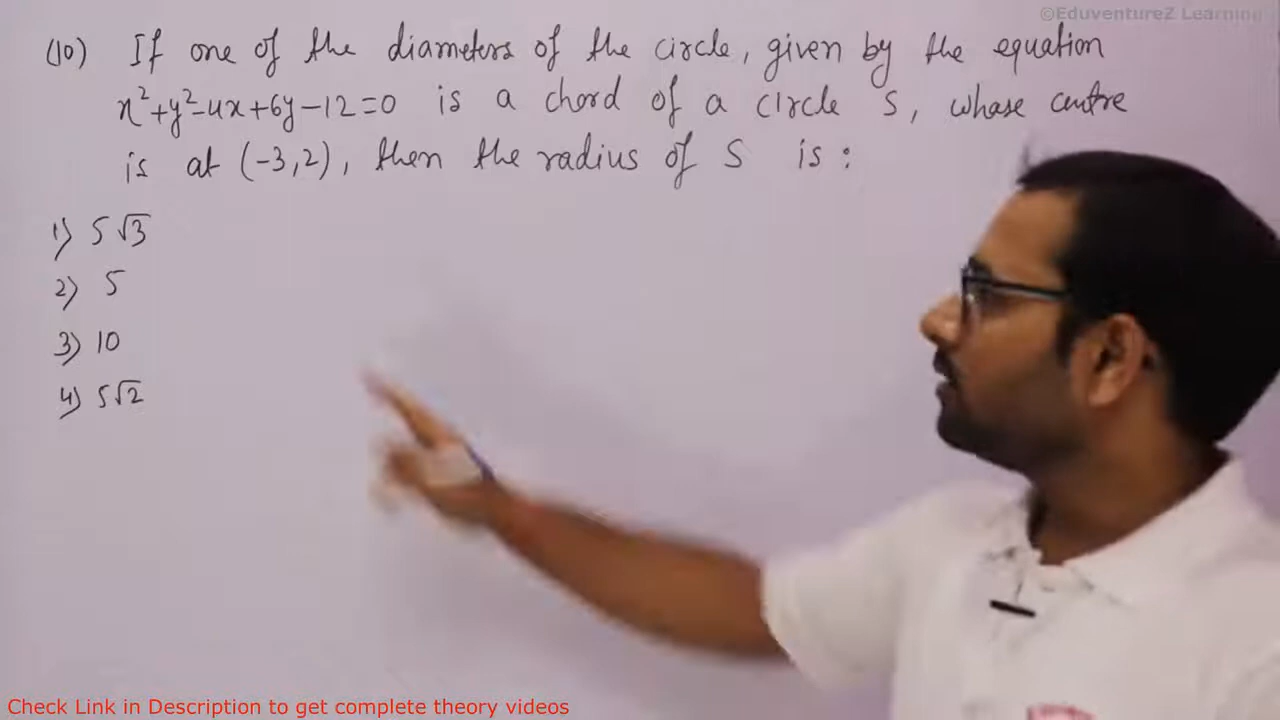 ©EduventureZ Learning
(10) If one of the diameters of the circle, given by the equation
x²+y²-4x+6y-12=0 is a chord of a circle S, whose centre
is at (-3,2), then the radius of S is:
1) 5√3
2) 5
3) 10
4) 5√2
Check Link in Description to get complete theory videos